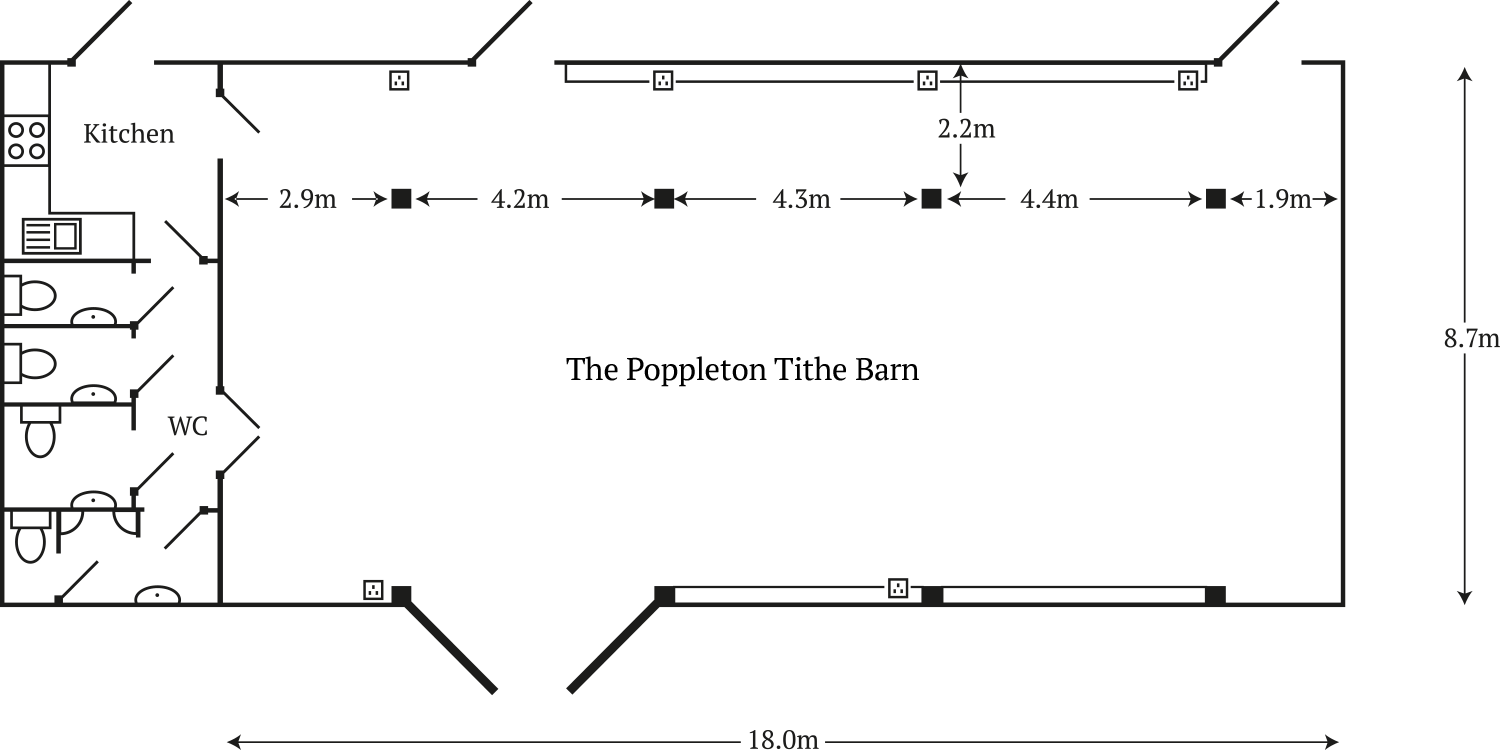 Kitchen
2.2m
2.9m
4.2m
4.3m
4.4m
1.9m
8.7m
The Poppleton Tithe Barn
WC
18.0m